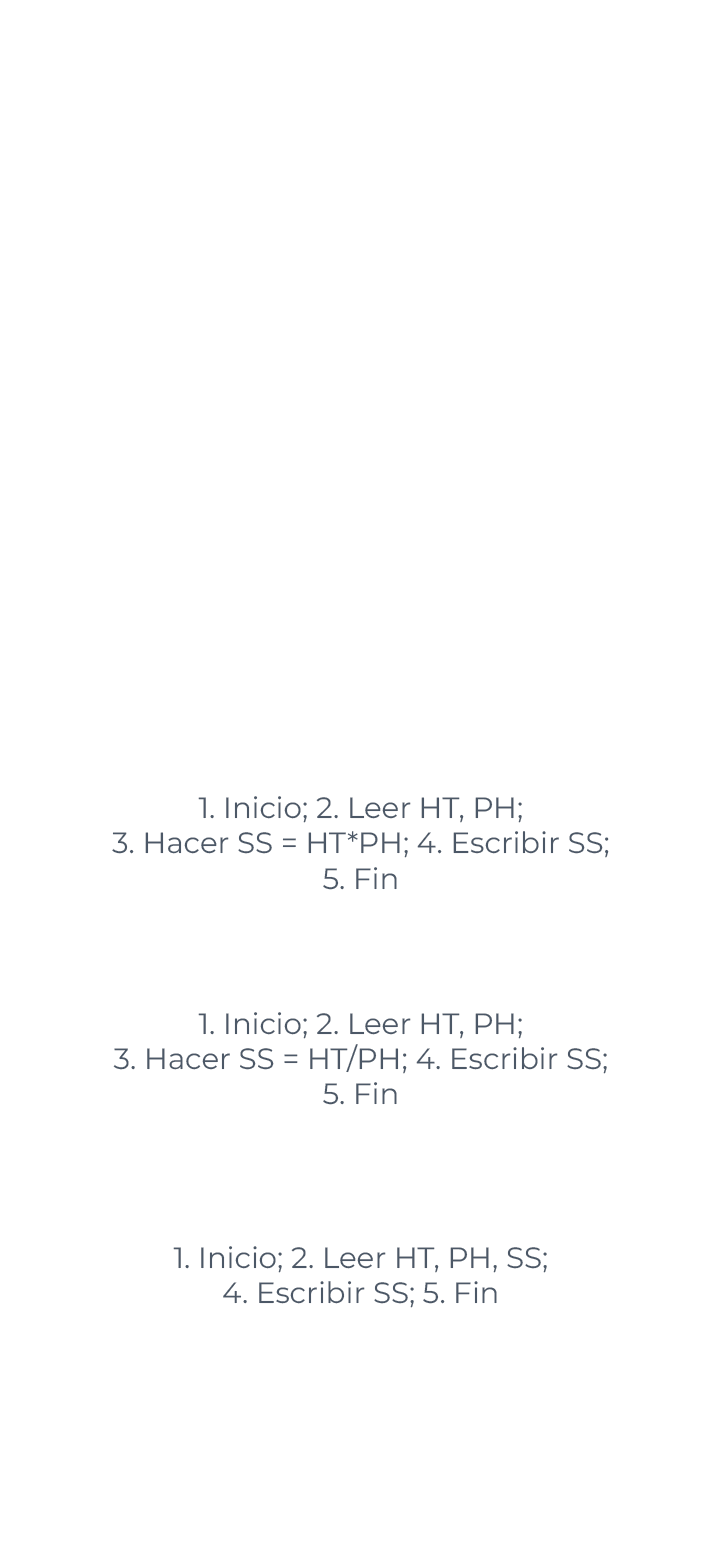 1. Inicio; 2. Leer HT, PH;
3. Hacer SS = HT*PH; 4. Escribir SS;
5. Fin
1. Inicio; 2. Leer HT, PH;
3. Hacer SS = HT/PH; 4. Escribir SS;
5. Fin
1. Inicio; 2. Leer HT, PH, SS;
4. Escribir SS; 5. Fin